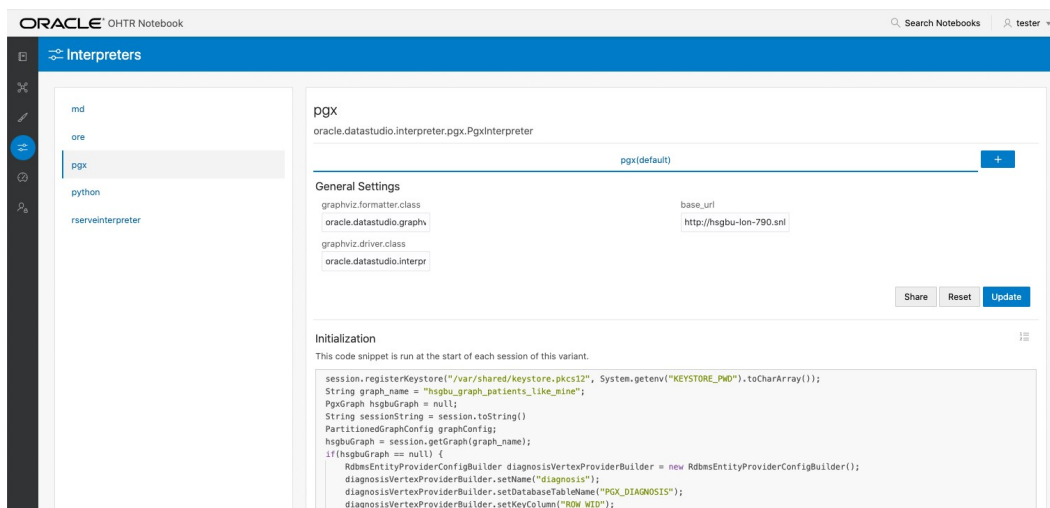 ORACLE® OHTR Notebook
Search Notebooks
tester
Interpreters
md
ore
pgx
python
rserveinterpreter
pgx
oracle.datastudio.interpreter.pgx.PgxInterpreter
pgx(default)
+
General Settings
graphviz.formatter.class
base_url
oracle.datastudio.graphv
http://hsgbu-lon-790.snl
graphviz.driver.class
oracle.datastudio.interpr
Share
Reset
Update
Initialization
This code snippet is run at the start of each session of this variant.
session.registerKeystore("/var/shared/keystore.pkcs12", System.getenv("KEYSTORE_PWD").toCharArray());
String graph_name = "hsgbu_graph_patients_like_mine";
PgxGraph hsgbuGraph = null;
String sessionString = session.toString()
PartitionedGraphConfig graphConfig;
hsgbuGraph = session.getGraph(graph_name);
if(hsgbuGraph == null) {
RdbmsEntityProviderConfigBuilder diagnosisVertexProviderBuilder = new RdbmsEntityProviderConfigBuilder();
diagnosisVertexProviderBuilder.setName("diagnosis");
diagnosisVertexProviderBuilder.setDatabaseTableName("PGX_DIAGNOSIS");
diagnosisVertexProviderBuilder.setKeyColumn("ROW_WID");